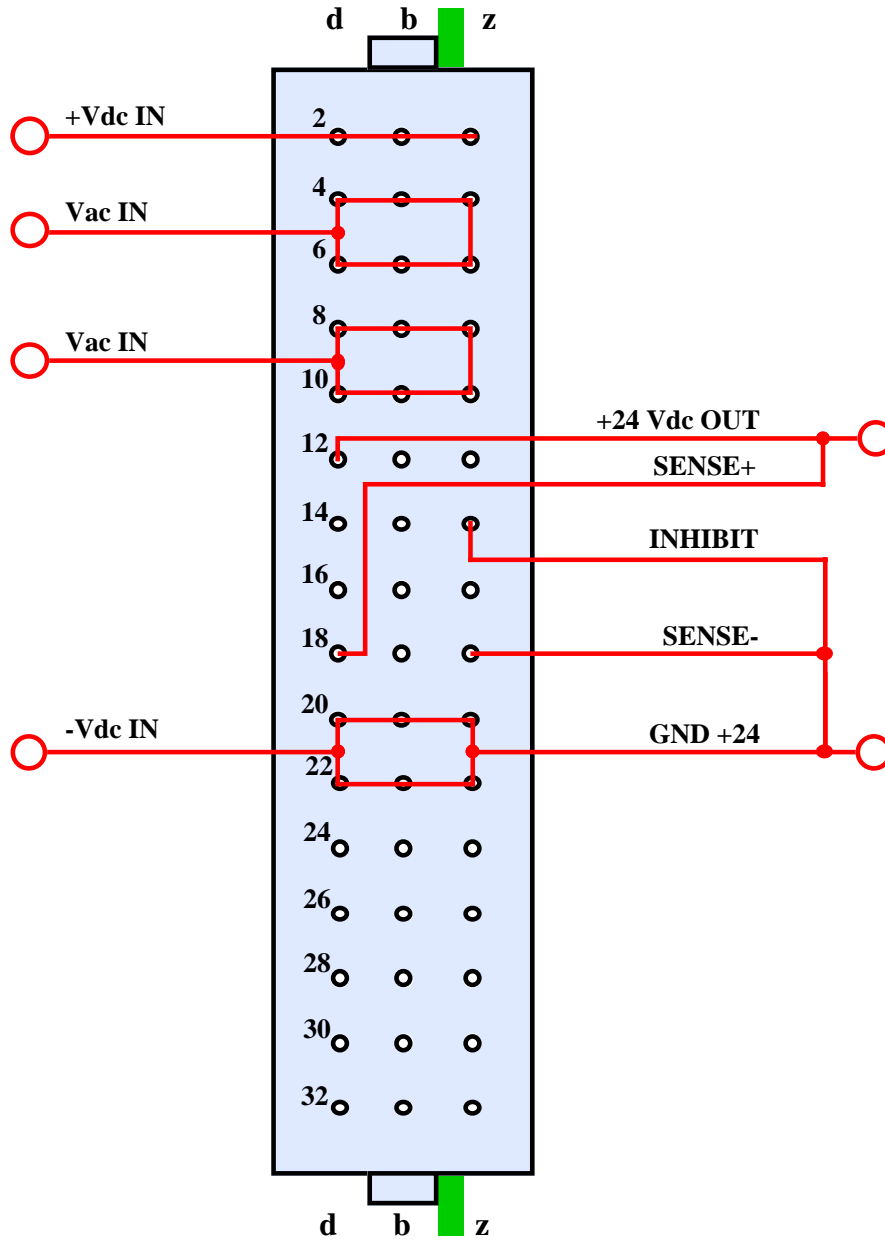 d b z
+Vdc IN
2
4
Vac IN
6
8
Vac IN
10
+24 Vdc OUT
12
SENSE+
14
INHIBIT
16
18
SENSE-
20
-Vdc IN
GND +24
22
24
26
28
30
32
d b z